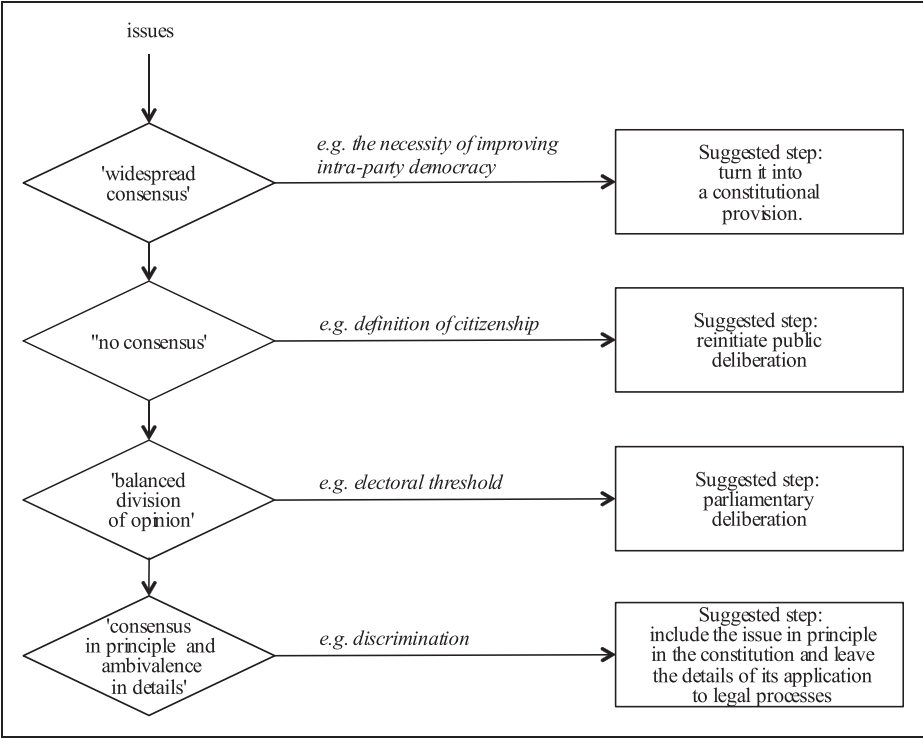 issues
'widespread
consensus'
e.g. the necessity of improving
intra-party democracy
Suggested step:
turn it into
a constitutional
provision.
"no consensus'
e.g. definition of citizenship
Suggested step:
reinitiate public
deliberation
'balanced
division
of opinion'
e.g. electoral threshold
Suggested step:
parliamentary
deliberation
'consensus
in principle and
ambivalence
in details'
e.g. discrimination
Suggested step:
include the issue in principle
in the constitution and leave
the details of its application
to legal processes